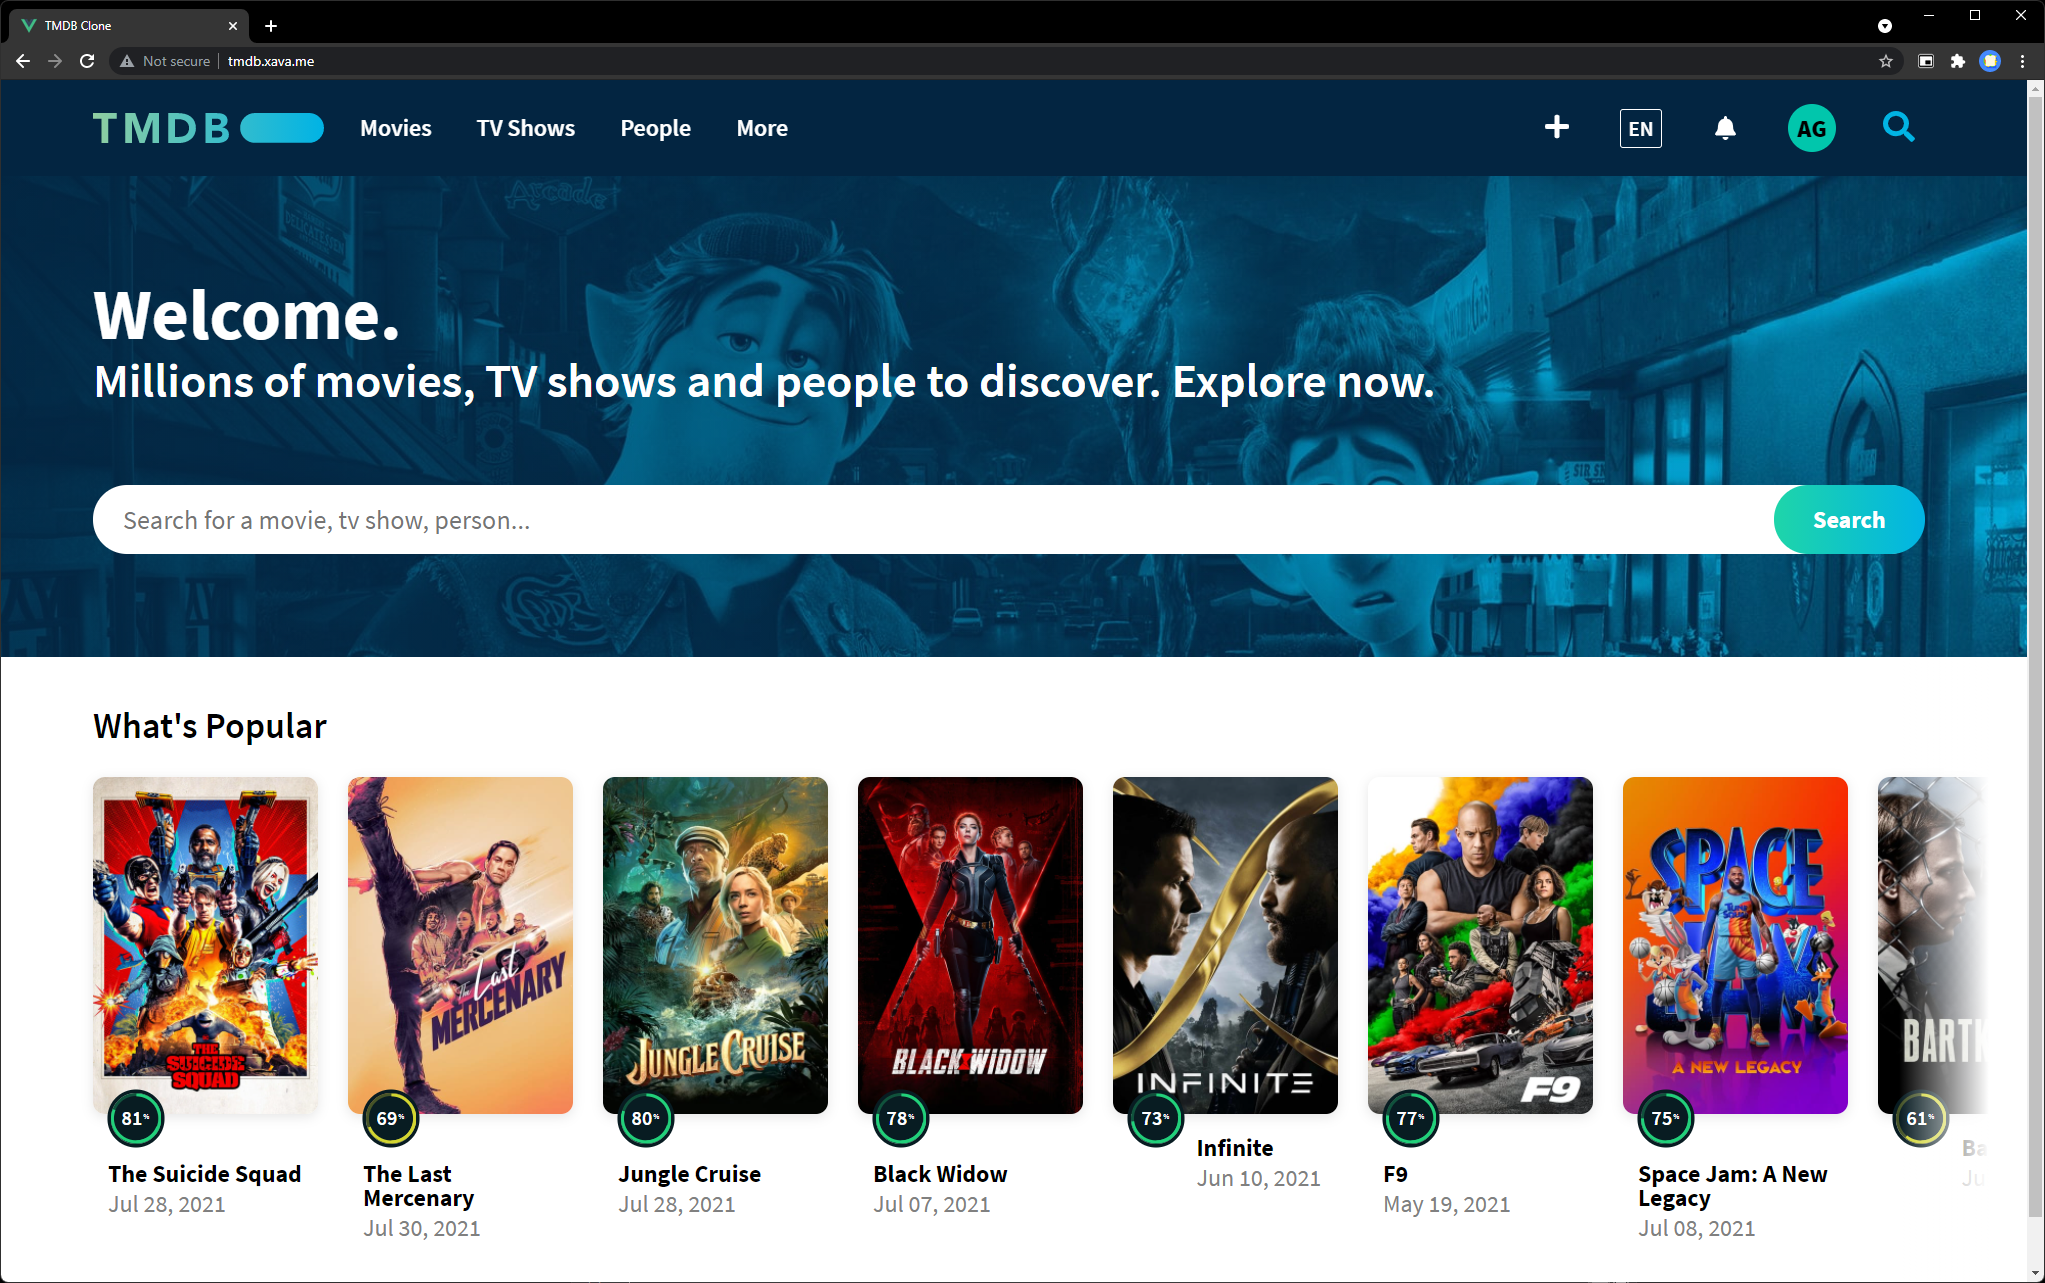 TMDB Clone
Not secure
tmdb.xava.me
TMDB
Movies
TV Shows
People
More
EN
AG
Arcade
DELICATESSEN
Welcome.
Millions of movies, TV shows and people to discover. Explore now.
Search for a movie, tv show, person...
Search
What's Popular
THE
SUICIDE
SQUAD
The Last
MERCENARY
JUNGLE CRUISE
BLACK WIDOW
INFINITE
F9
SPACE
JAM
A NEW LEGACY
BARTK
81%
69%
80%
78%
73%
77%
75%
61%
The Suicide Squad
Jul 28, 2021
The Last
Mercenary
Jul 30, 2021
Jungle Cruise
Jul 28, 2021
Black Widow
Jul 07, 2021
Infinite
Jun 10, 2021
F9
May 19, 2021
Space Jam: A New
Legacy
Jul 08, 2021
Ba
Ju